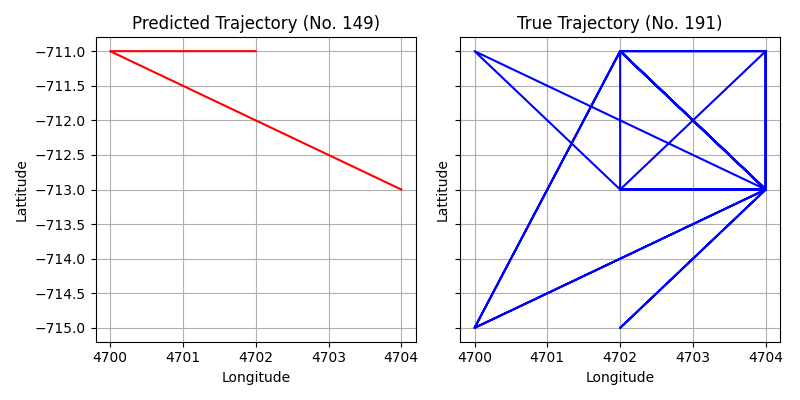 Predicted Trajectory (No. 149)
True Trajectory (No. 191)
Lattitude
−711.0
−711.5
−712.0
−712.5
−713.0
−713.5
−714.0
−714.5
−715.0
4700 4701 4702 4703 4704
Longitude
Lattitude
4700 4701 4702 4703 4704
Longitude